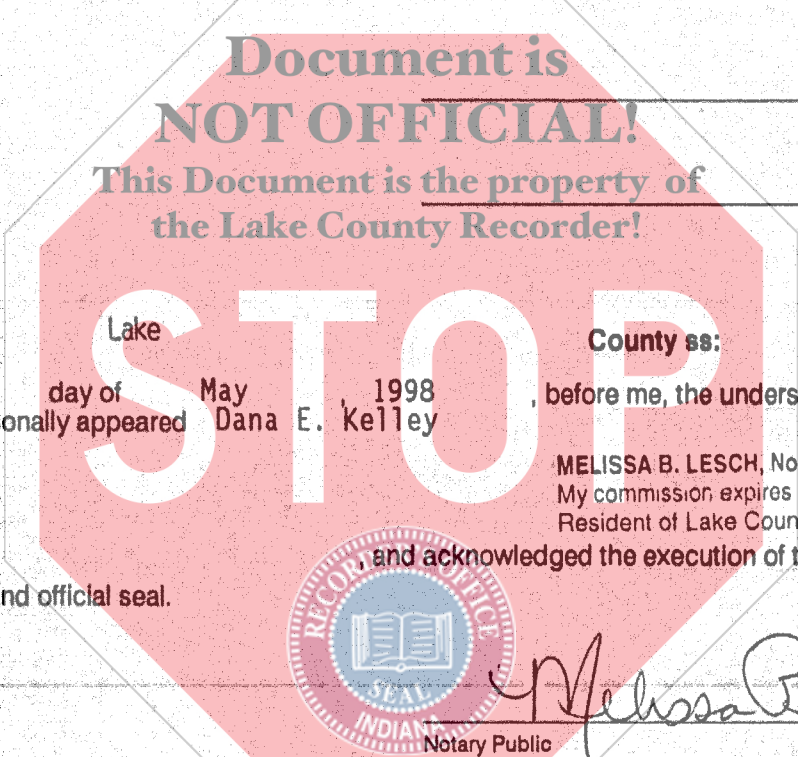 Document is
NOT OFFICIAL!
This Document is the property of
the Lake County Recorder!
STOP
Lake County ss:
day of May , 1998 , before me, the unders
onally appeared Dana E. Kelley
MELISSA B. LESCH, No
My commission expires
Resident of Lake Coun
, and acknowledged the execution of t
nd official seal.
RECORDER'S OFFICE
SEAL
INDIANA
Melissa B
Notary Public